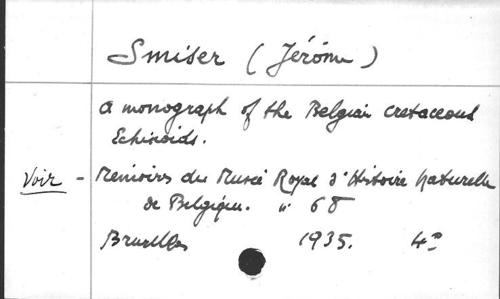 Smiser (Jérôme)
A monograph of the Belgian cretaceous
Echinoids.
Voir - Memoires du Musée Royal d'Histoire Naturelle
de Belgique. n° 68
Bruxelles 1935. 4°